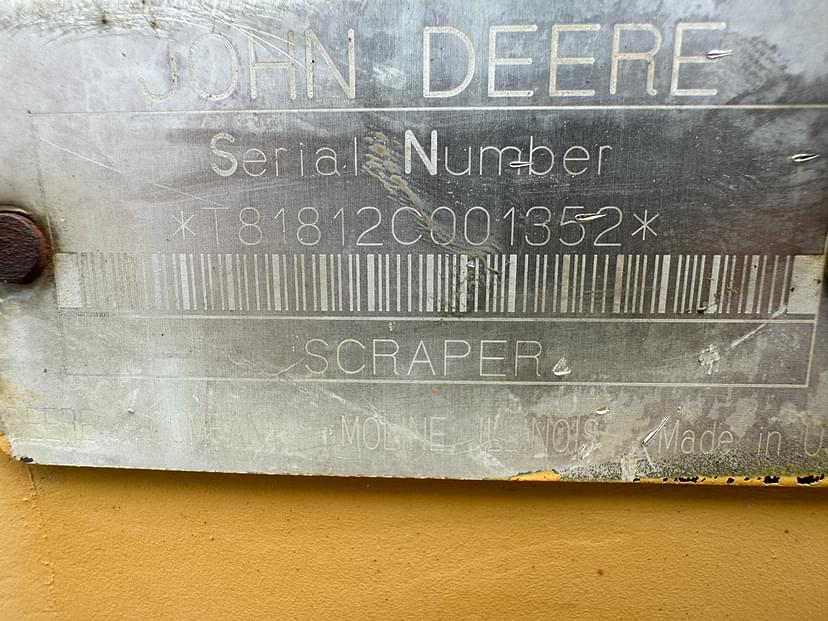 JOHN DEERE
Serial Number
*T81812C001352*
SCRAPER
MOLINE ILLINOIS Made in U